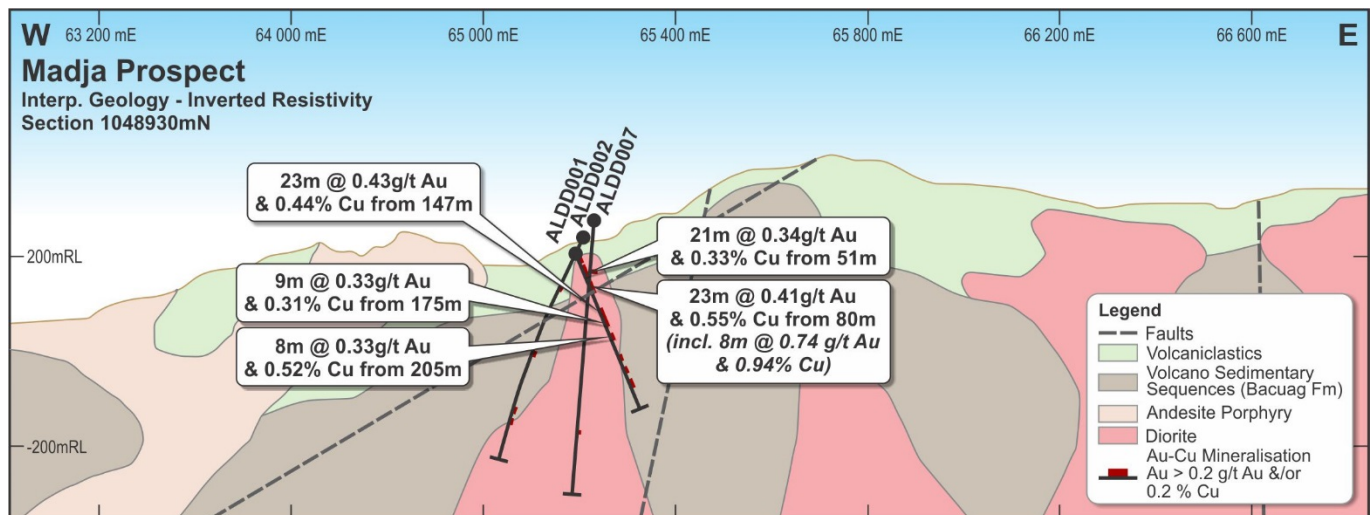 W 63 200 mE 64 000 mE 65 000 mE 65 400 mE 65 800 mE 66 200 mE 66 600 mE E
Madja Prospect
Interp. Geology - Inverted Resistivity
Section 1048930mN
ALDD001
ALDD002
ALDD007
23m @ 0.43g/t Au
& 0.44% Cu from 147m
9m @ 0.33g/t Au
& 0.31% Cu from 175m
8m @ 0.33g/t Au
& 0.52% Cu from 205m
21m @ 0.34g/t Au
& 0.33% Cu from 51m
23m @ 0.41g/t Au
& 0.55% Cu from 80m
(incl. 8m @ 0.74 g/t Au
& 0.94% Cu)
200mRL
-200mRL
Legend
Faults
Volcaniclastics
Volcano Sedimentary
Sequences (Bacuag Fm)
Andesite Porphyry
Diorite
Au-Cu Mineralisation
Au > 0.2 g/t Au &/or
0.2 % Cu